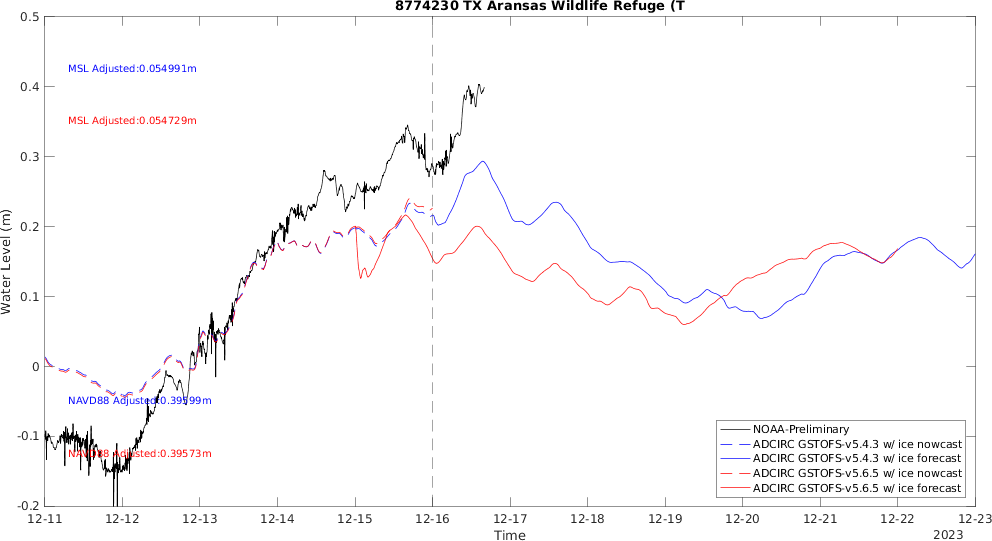 8774230 TX Aransas Wildlife Refuge (T
Water Level (m)
0.5
0.4
0.3
0.2
0.1
0
-0.1
-0.2
MSL Adjusted:0.054991m
MSL Adjusted:0.054729m
NAVD88 Adjusted:0.39599m
NAVD88 Adjusted:0.39573m
NOAA-Preliminary
ADCIRC GSTOFS-v5.4.3 w/ ice nowcast
ADCIRC GSTOFS-v5.4.3 w/ ice forecast
ADCIRC GSTOFS-v5.6.5 w/ ice nowcast
ADCIRC GSTOFS-v5.6.5 w/ ice forecast
12-11 12-12 12-13 12-14 12-15 12-16 12-17 12-18 12-19 12-20 12-21 12-22 12-23
Time
2023